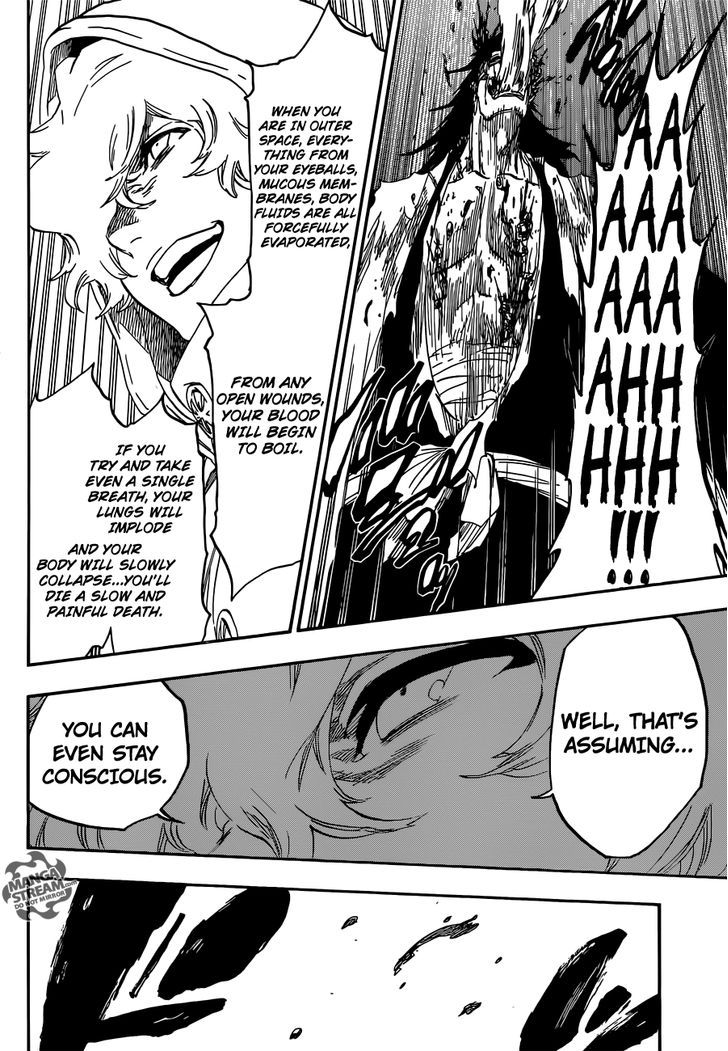 AA
AAA
AAA
AHH
HHH
!!!
WHEN YOU
ARE IN OUTER
SPACE, EVERY-
THING FROM
YOUR EYEBALLS,
MUCOUS MEM-
BRANES, BODY
FLUIDS ARE ALL
FORCEFULLY
EVAPORATED,
FROM ANY
OPEN WOUNDS,
YOUR BLOOD
WILL BEGIN
TO BOIL.
IF YOU
TRY AND TAKE
EVEN A SINGLE
BREATH, YOUR
LUNGS WILL
IMPLODE
AND YOUR
BODY WILL SLOWLY
COLLAPSE...YOU'LL
DIE A SLOW AND
PAINFUL DEATH.
WELL, THAT'S
ASSUMING...
YOU CAN
EVEN STAY
CONSCIOUS.
MANGA
STREAM.com
DO NOT MIRROR